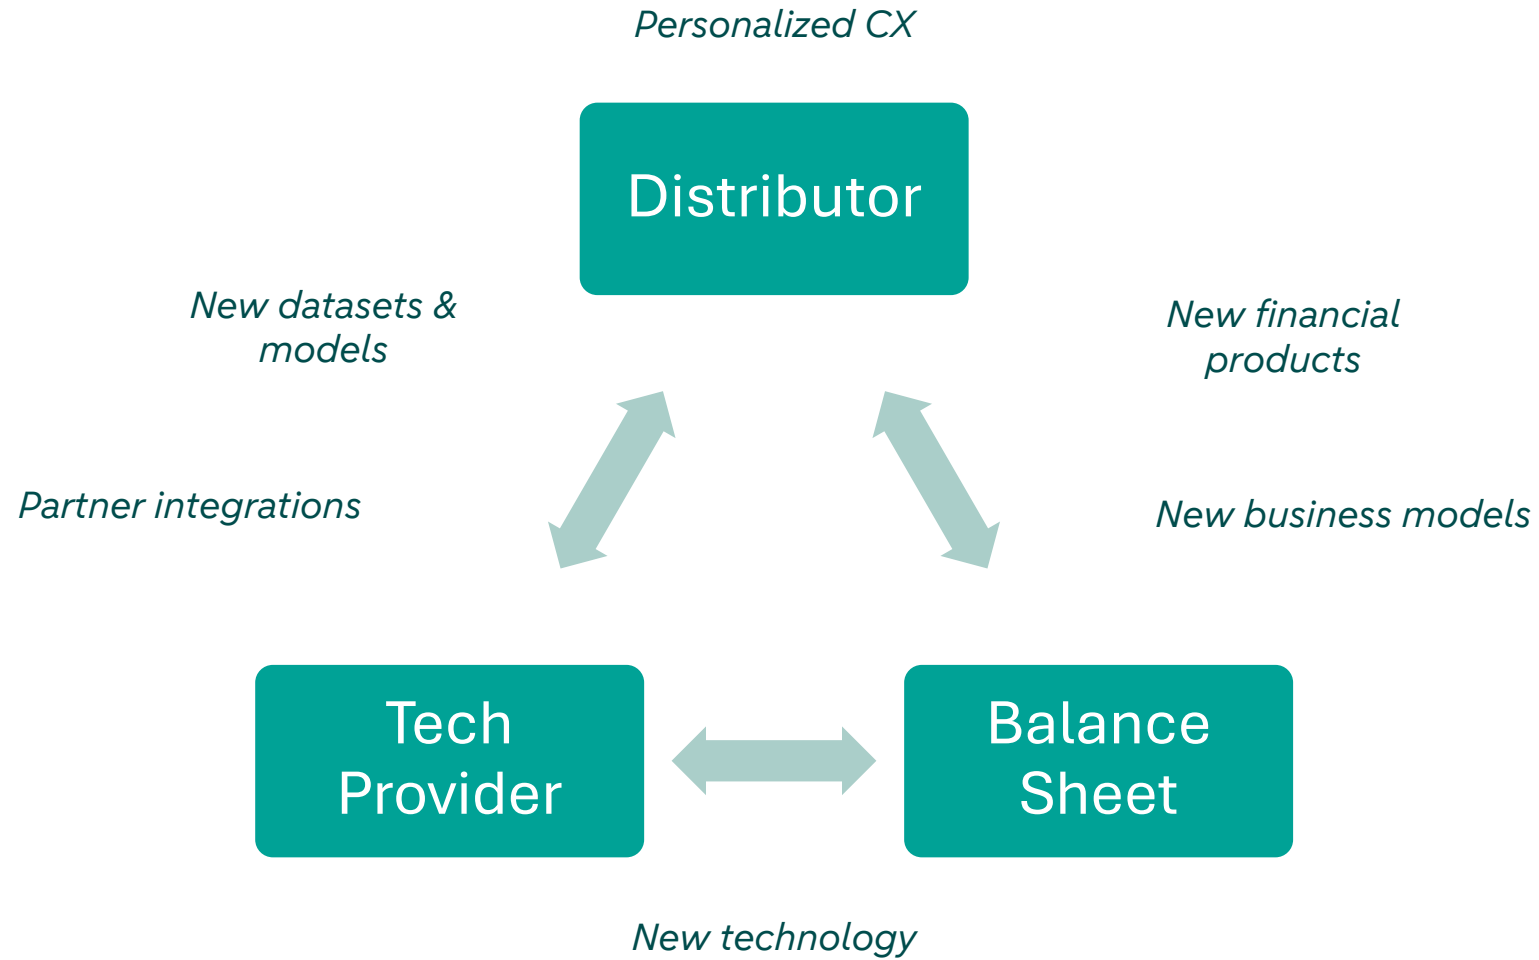 Personalized CX
Distributor
New datasets &
models
New financial
products
Partner integrations
New business models
Tech
Provider
Balance
Sheet
New technology